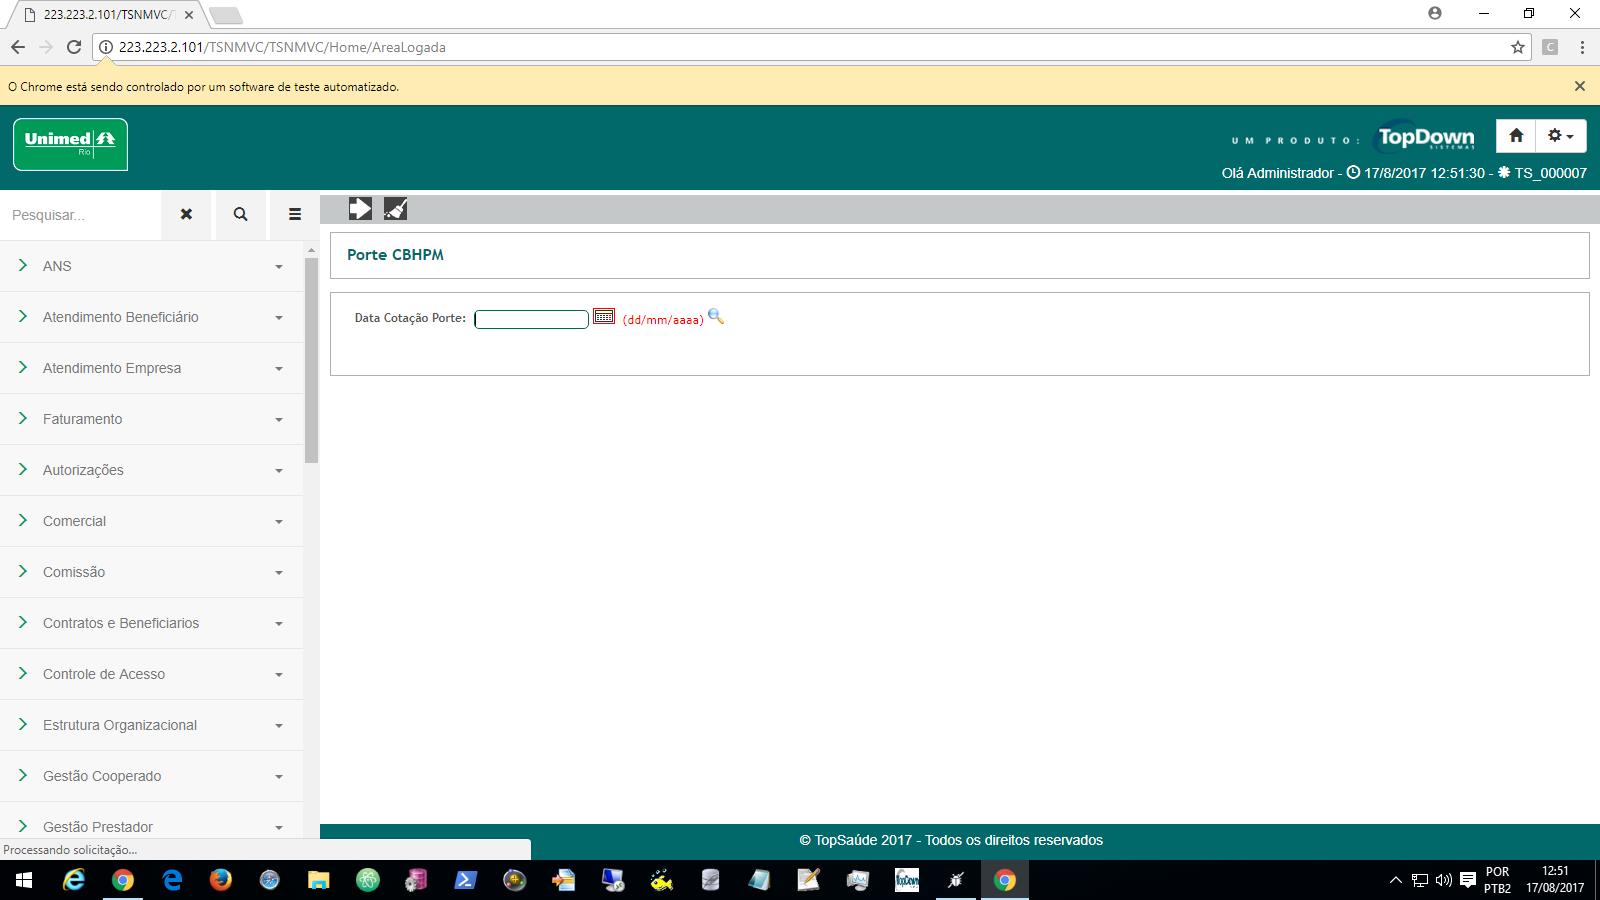 223.223.2.101/TSNMVC/
223.223.2.101/TSNMVC/TSNMVC/Home/AreaLogada
C
O Chrome está sendo controlado por um software de teste automatizado.
Unimed
Rio
UM PRODUTO:
TopDown
SISTEMAS
Olá Administrador - 17/8/2017 12:51:30 - TS_000007
Pesquisar...
Porte CBHPM
Data Cotação Porte: (dd/mm/aaaa)
ANS
Atendimento Beneficiário
Atendimento Empresa
Faturamento
Autorizações
Comercial
Comissão
Contratos e Beneficiarios
Controle de Acesso
Estrutura Organizacional
Gestão Cooperado
Gestão Prestador
Processando solicitação...
© TopSaúde 2017 - Todos os direitos reservados
TopDown
POR
PTB2
12:51
17/08/2017